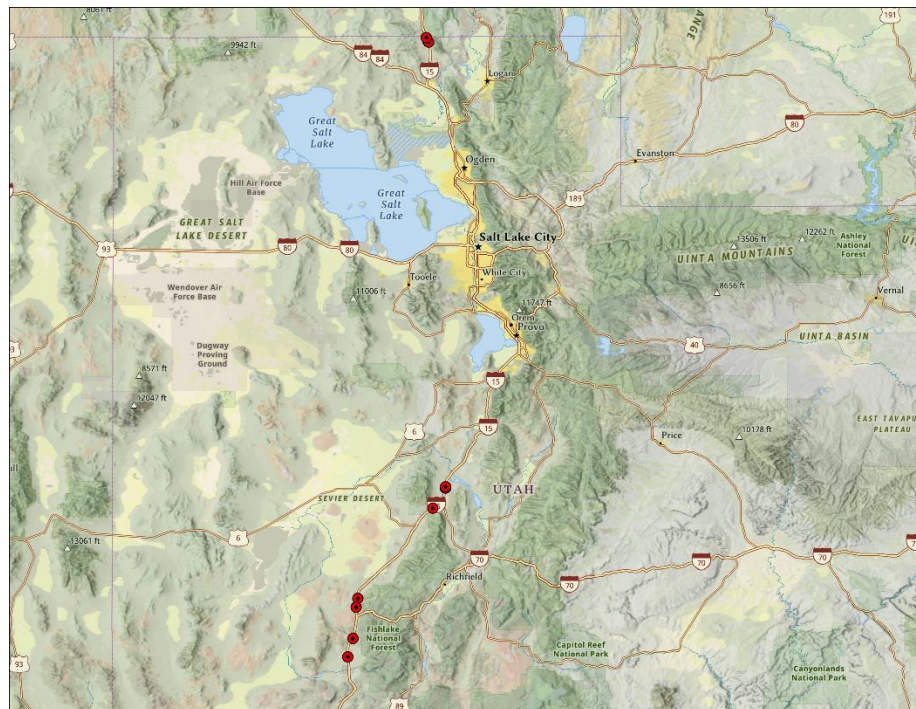 8061 ft
93
191
RANGE
9942 ft
84
84
15
Logan
80
Great
Salt
Lake
Ogden
Evanston
Hill Air Force
Base
Great
Salt
Lake
189
GREAT SALT
LAKE DESERT
Salt Lake City
93
80
80
13506 ft
12262 ft
Ashley
National
Forest
UINTA MOUNTAINS
Tooele
White City
Wendover Air
Force Base
11006 ft
8656 ft
Vernal
11747 ft
Orem
Provo
UINTA BASIN
40
Dugway
Proving
Ground
8571 ft
15
12047 ft
6
15
EAST TAVAPU
PLATEAU
Price
10178 ft
SEVIER DESERT
UTAH
6
13061 ft
70
70
70
Richfield
Fishlake
National
Forest
Capitol Reef
National Park
93
Canyonlands
National Park
89